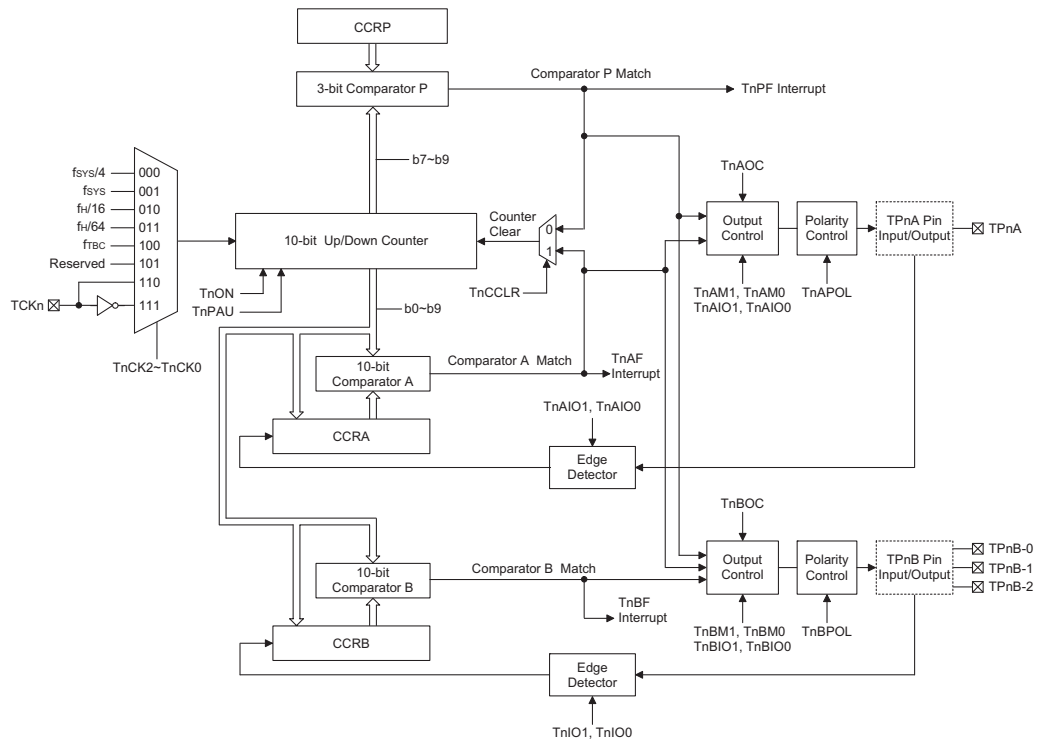 CCRP
3-bit Comparator P
Comparator P Match
TnPF Interrupt
b7~b9
fSYS/4
000
fSYS
001
fH/16
010
fH/64
011
fTBC
100
Reserved
101
110
TCKn
111
TnCK2~TnCK0
10-bit Up/Down Counter
Counter
Clear
0
1
TnCCLR
TnON
TnPAU
b0~b9
TnAOC
Output
Control
Polarity
Control
TPnA Pin
Input/Output
TPnA
TnAM1, TnAM0
TnAIO1, TnAIO0
TnAPOL
10-bit
Comparator A
Comparator A Match
TnAF
Interrupt
CCRA
TnAIO1, TnAIO0
Edge
Detector
TnBOC
10-bit
Comparator B
Comparator B Match
TnBF
Interrupt
Output
Control
Polarity
Control
TPnB Pin
Input/Output
TPnB-0
TPnB-1
TPnB-2
TnBM1, TnBM0
TnBIO1, TnBIO0
TnBPOL
CCRB
Edge
Detector
TnIO1, TnIO0